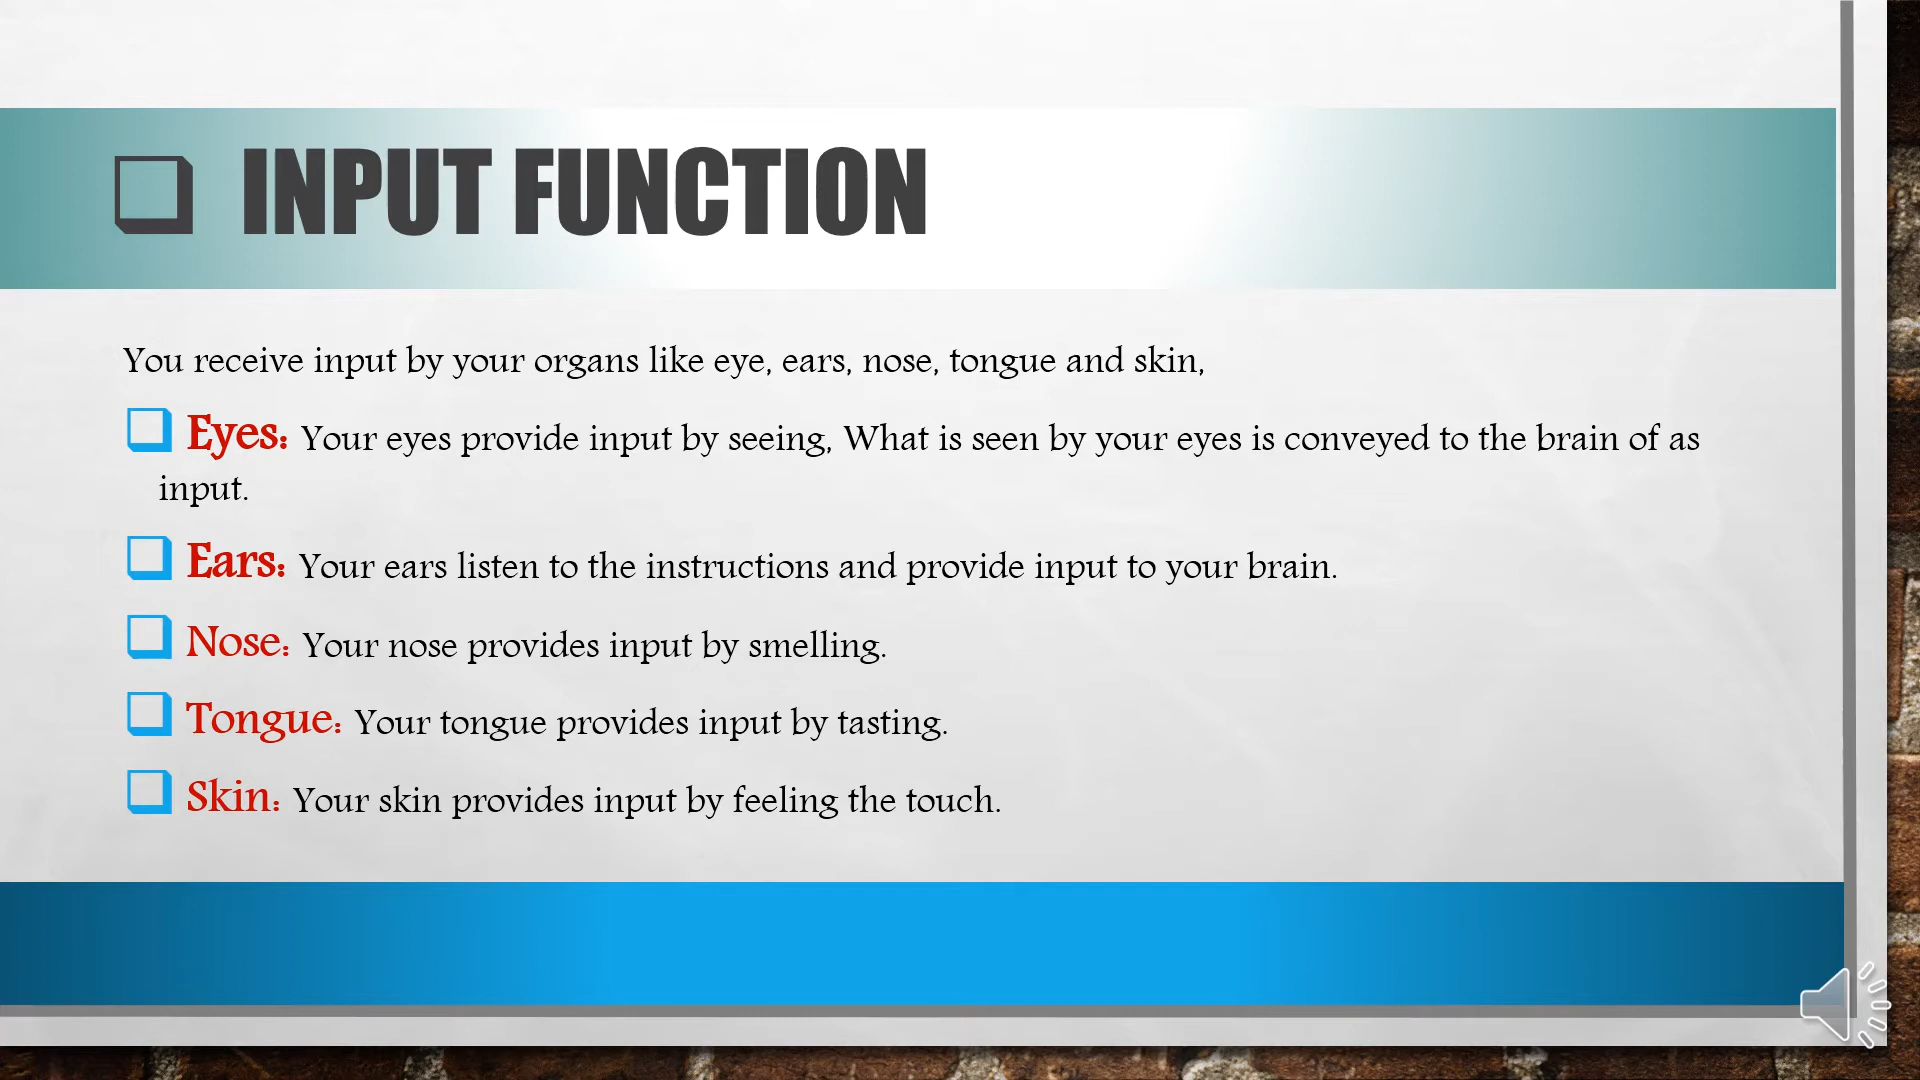 INPUT FUNCTION
You receive input by your organs like eye, ears, nose, tongue and skin,
Eyes: Your eyes provide input by seeing, What is seen by your eyes is conveyed to the brain of as
input.
Ears: Your ears listen to the instructions and provide input to your brain.
Nose: Your nose provides input by smelling.
Tongue: Your tongue provides input by tasting.
Skin: Your skin provides input by feeling the touch.